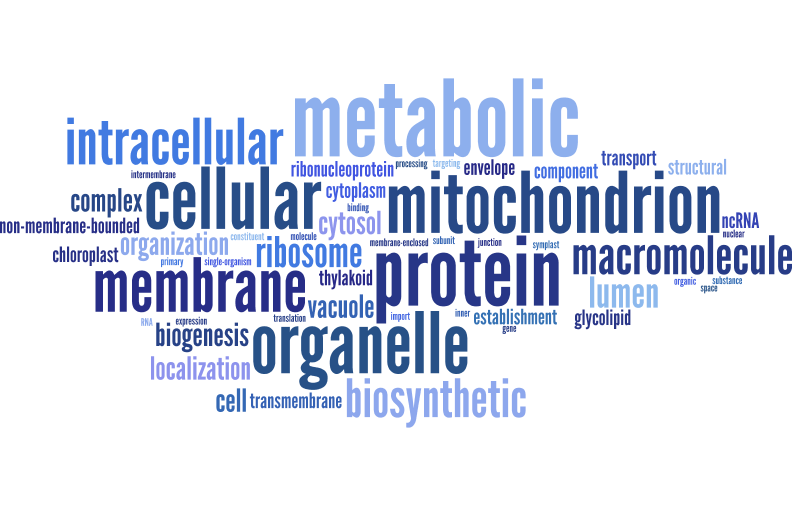 metabolic
intracellular
ribonucleoprotein processing targeting envelope component transport structural
intermembrane
complex cellular cytoplasm mitochondrion
binding
non-membrane-bounded cytosol ncRNA
nuclear
chloroplast organization constituent molecule ribosome membrane-enclosed subunit junction symplast macromolecule
primary single-organism
membrane thylakoid protein lumen organic substance
space
vacuole
RNA expression translation import inner establishment glycolipid
gene
biogenesis organelle
localization
cell transmembrane biosynthetic